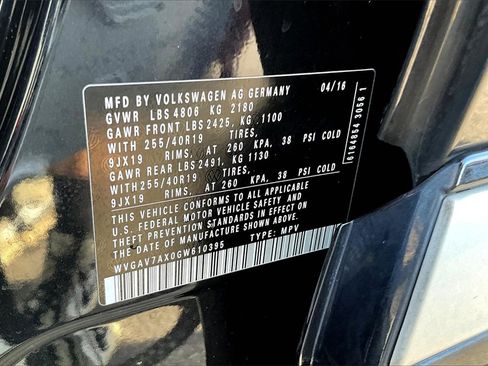 MFD BY VOLKSWAGEN AG GERMANY 04/16
GVWR LBS 4806 KG 2180
GAWR FRONT LBS 2425, KG .1100
WITH 255/40R19 TIRES,
9JX19 RIMS, AT 260 KPA, 38 PSI COLD
GAWR REAR LBS 2491, KG 1130
WITH 255/40R19 TIRES,
9JX19 RIMS, AT 260 KPA, 38 PSI COLD
THIS VEHICLE CONFORMS TO ALL APPLICABLE
U.S. FEDERAL MOTOR VEHICLE SAFETY AND
THEFT PREVENTION STANDARDS IN EFFECT ON
THE DATE OF MANUFACTURE SHOWN ABOVE.
WVGAV7AX0GW610395 TYPE: MPV
6164854 3056 1